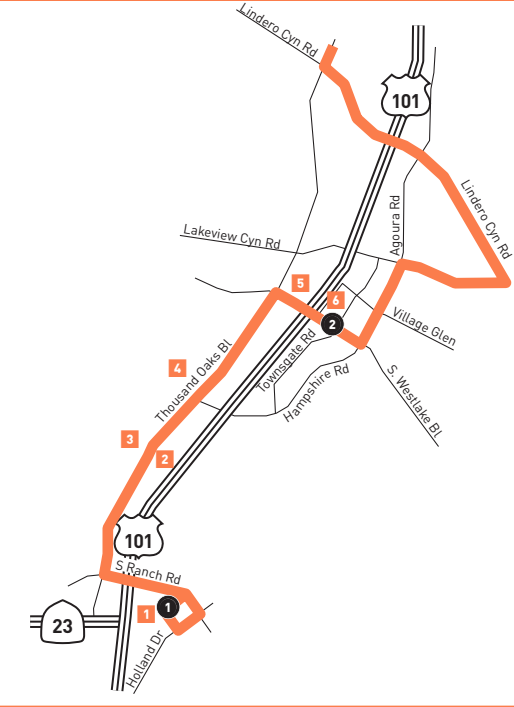 Lindero Cyn Rd
101
Lindero Cyn Rd
Agoura Rd
Lakeview Cyn Rd
5
6
2
Village Glen
Townsgate Rd
Thousand Oaks Bl
4
Hampshire Rd
S. Westlake Bl
3
2
101
S Ranch Rd
1
1
23
Holland Dr